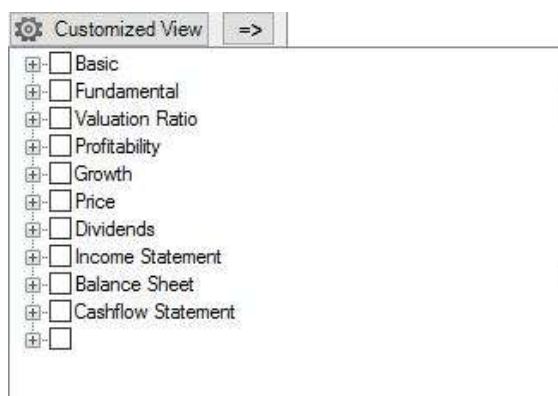 Customized View =>
Basic
Fundamental
Valuation Ratio
Profitability
Growth
Price
Dividends
Income Statement
Balance Sheet
Cashflow Statement